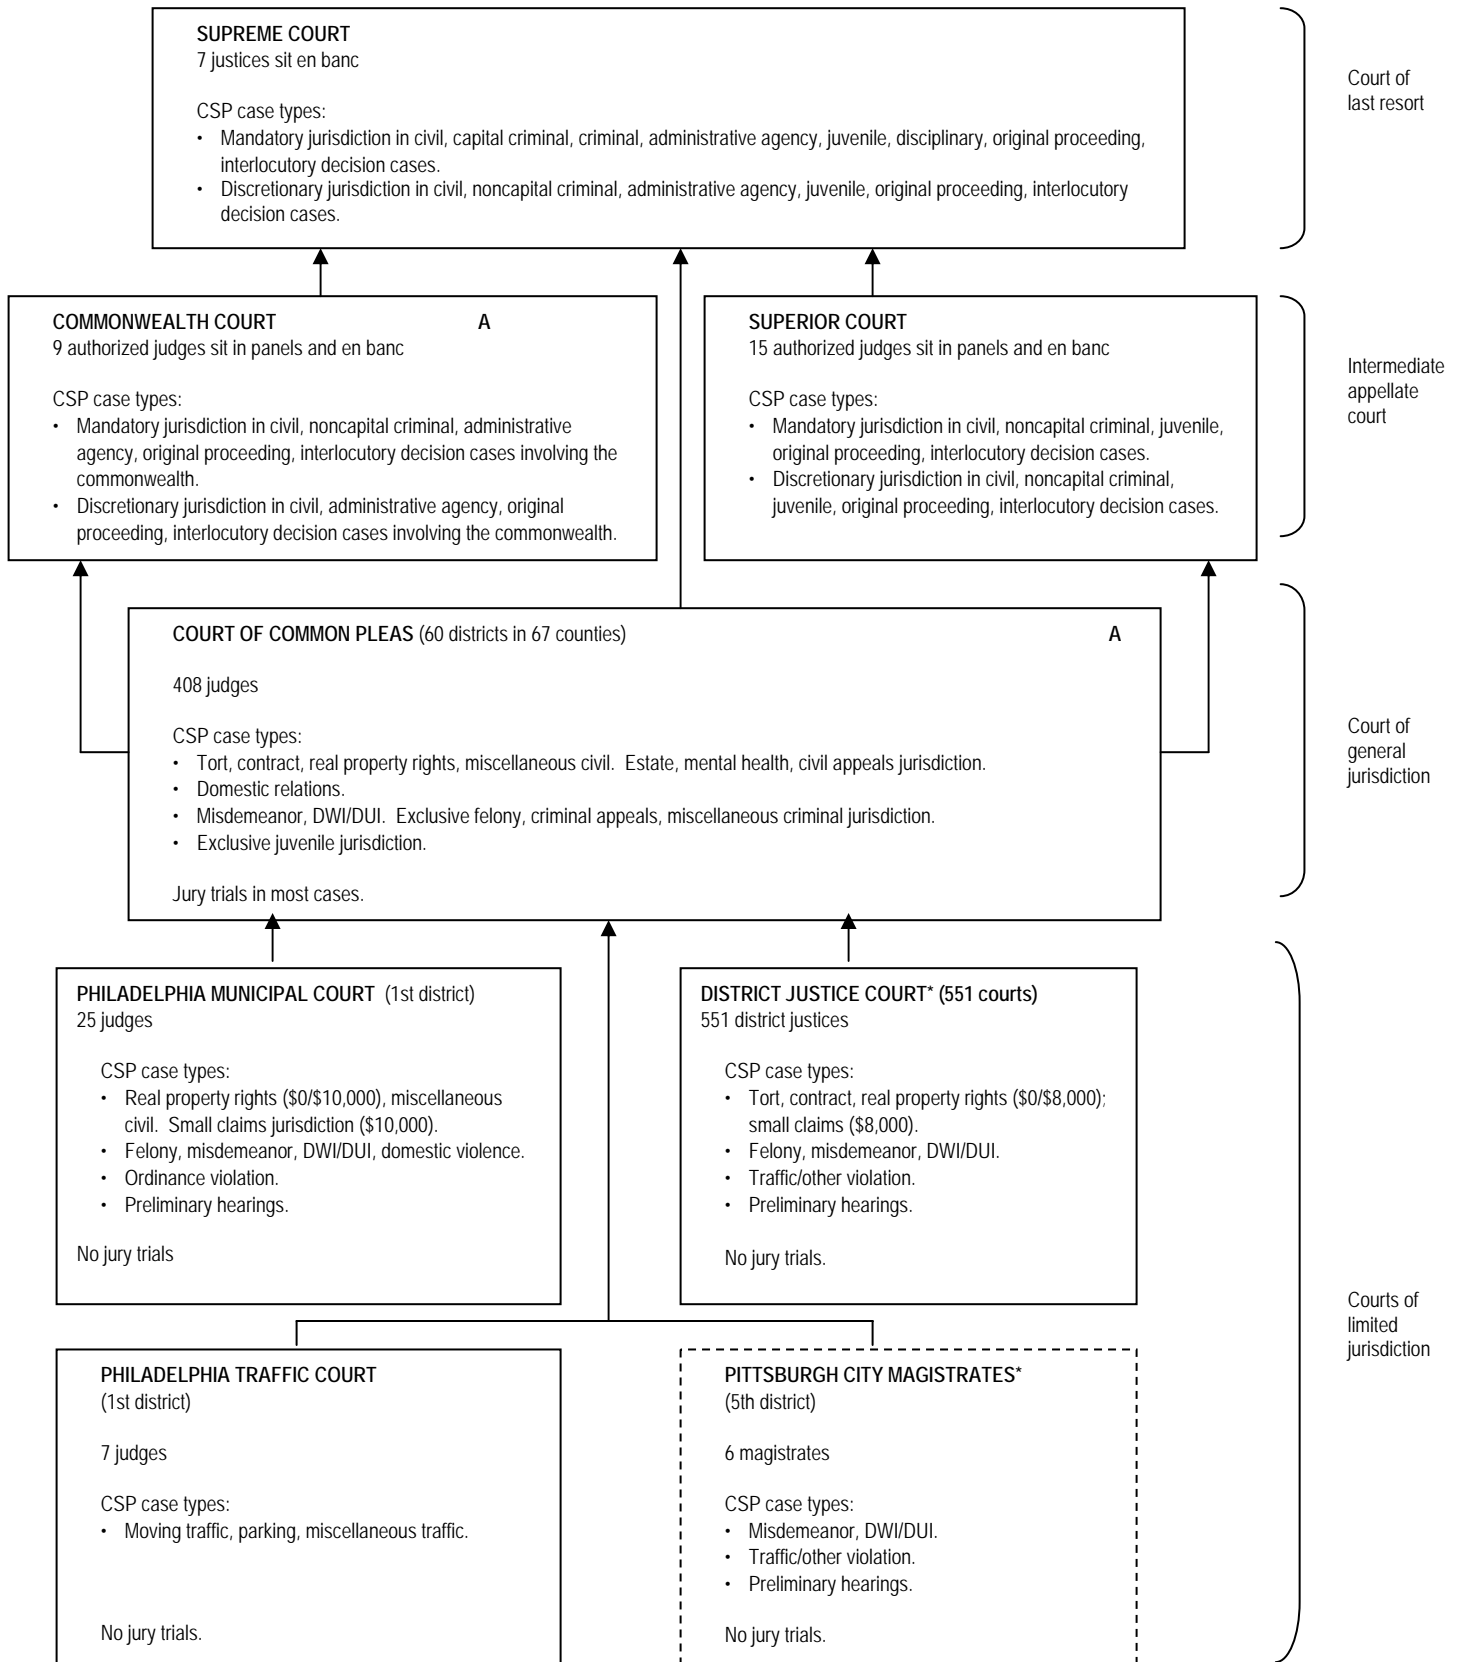 SUPREME COURT
7 justices sit en banc
CSP case types:
• Mandatory jurisdiction in civil, capital criminal, criminal, administrative agency, juvenile, disciplinary, original proceeding,
interlocutory decision cases.
• Discretionary jurisdiction in civil, noncapital criminal, administrative agency, juvenile, original proceeding, interlocutory
decision cases.
Court of
last resort
COMMONWEALTH COURT A
9 authorized judges sit in panels and en banc
CSP case types:
• Mandatory jurisdiction in civil, noncapital criminal, administrative
agency, original proceeding, interlocutory decision cases involving the
commonwealth.
• Discretionary jurisdiction in civil, administrative agency, original
proceeding, interlocutory decision cases involving the commonwealth.
SUPERIOR COURT
15 authorized judges sit in panels and en banc
CSP case types:
• Mandatory jurisdiction in civil, noncapital criminal, juvenile,
original proceeding, interlocutory decision cases.
• Discretionary jurisdiction in civil, noncapital criminal,
juvenile, original proceeding, interlocutory decision cases.
Intermediate
appellate
court
COURT OF COMMON PLEAS (60 districts in 67 counties) A
408 judges
CSP case types:
• Tort, contract, real property rights, miscellaneous civil. Estate, mental health, civil appeals jurisdiction.
• Domestic relations.
• Misdemeanor, DWI/DUI. Exclusive felony, criminal appeals, miscellaneous criminal jurisdiction.
• Exclusive juvenile jurisdiction.
Jury trials in most cases.
Court of
general
jurisdiction
PHILADELPHIA MUNICIPAL COURT (1st district)
25 judges
CSP case types:
• Real property rights ($0/$10,000), miscellaneous
civil. Small claims jurisdiction ($10,000).
• Felony, misdemeanor, DWI/DUI, domestic violence.
• Ordinance violation.
• Preliminary hearings.
No jury trials
DISTRICT JUSTICE COURT* (551 courts)
551 district justices
CSP case types:
• Tort, contract, real property rights ($0/$8,000);
small claims ($8,000).
• Felony, misdemeanor, DWI/DUI.
• Traffic/other violation.
• Preliminary hearings.
No jury trials.
PHILADELPHIA TRAFFIC COURT
(1st district)
7 judges
CSP case types:
• Moving traffic, parking, miscellaneous traffic.
No jury trials.
PITTSBURGH CITY MAGISTRATES*
(5th district)
6 magistrates
CSP case types:
• Misdemeanor, DWI/DUI.
• Traffic/other violation.
• Preliminary hearings.
No jury trials.
Courts of
limited
jurisdiction